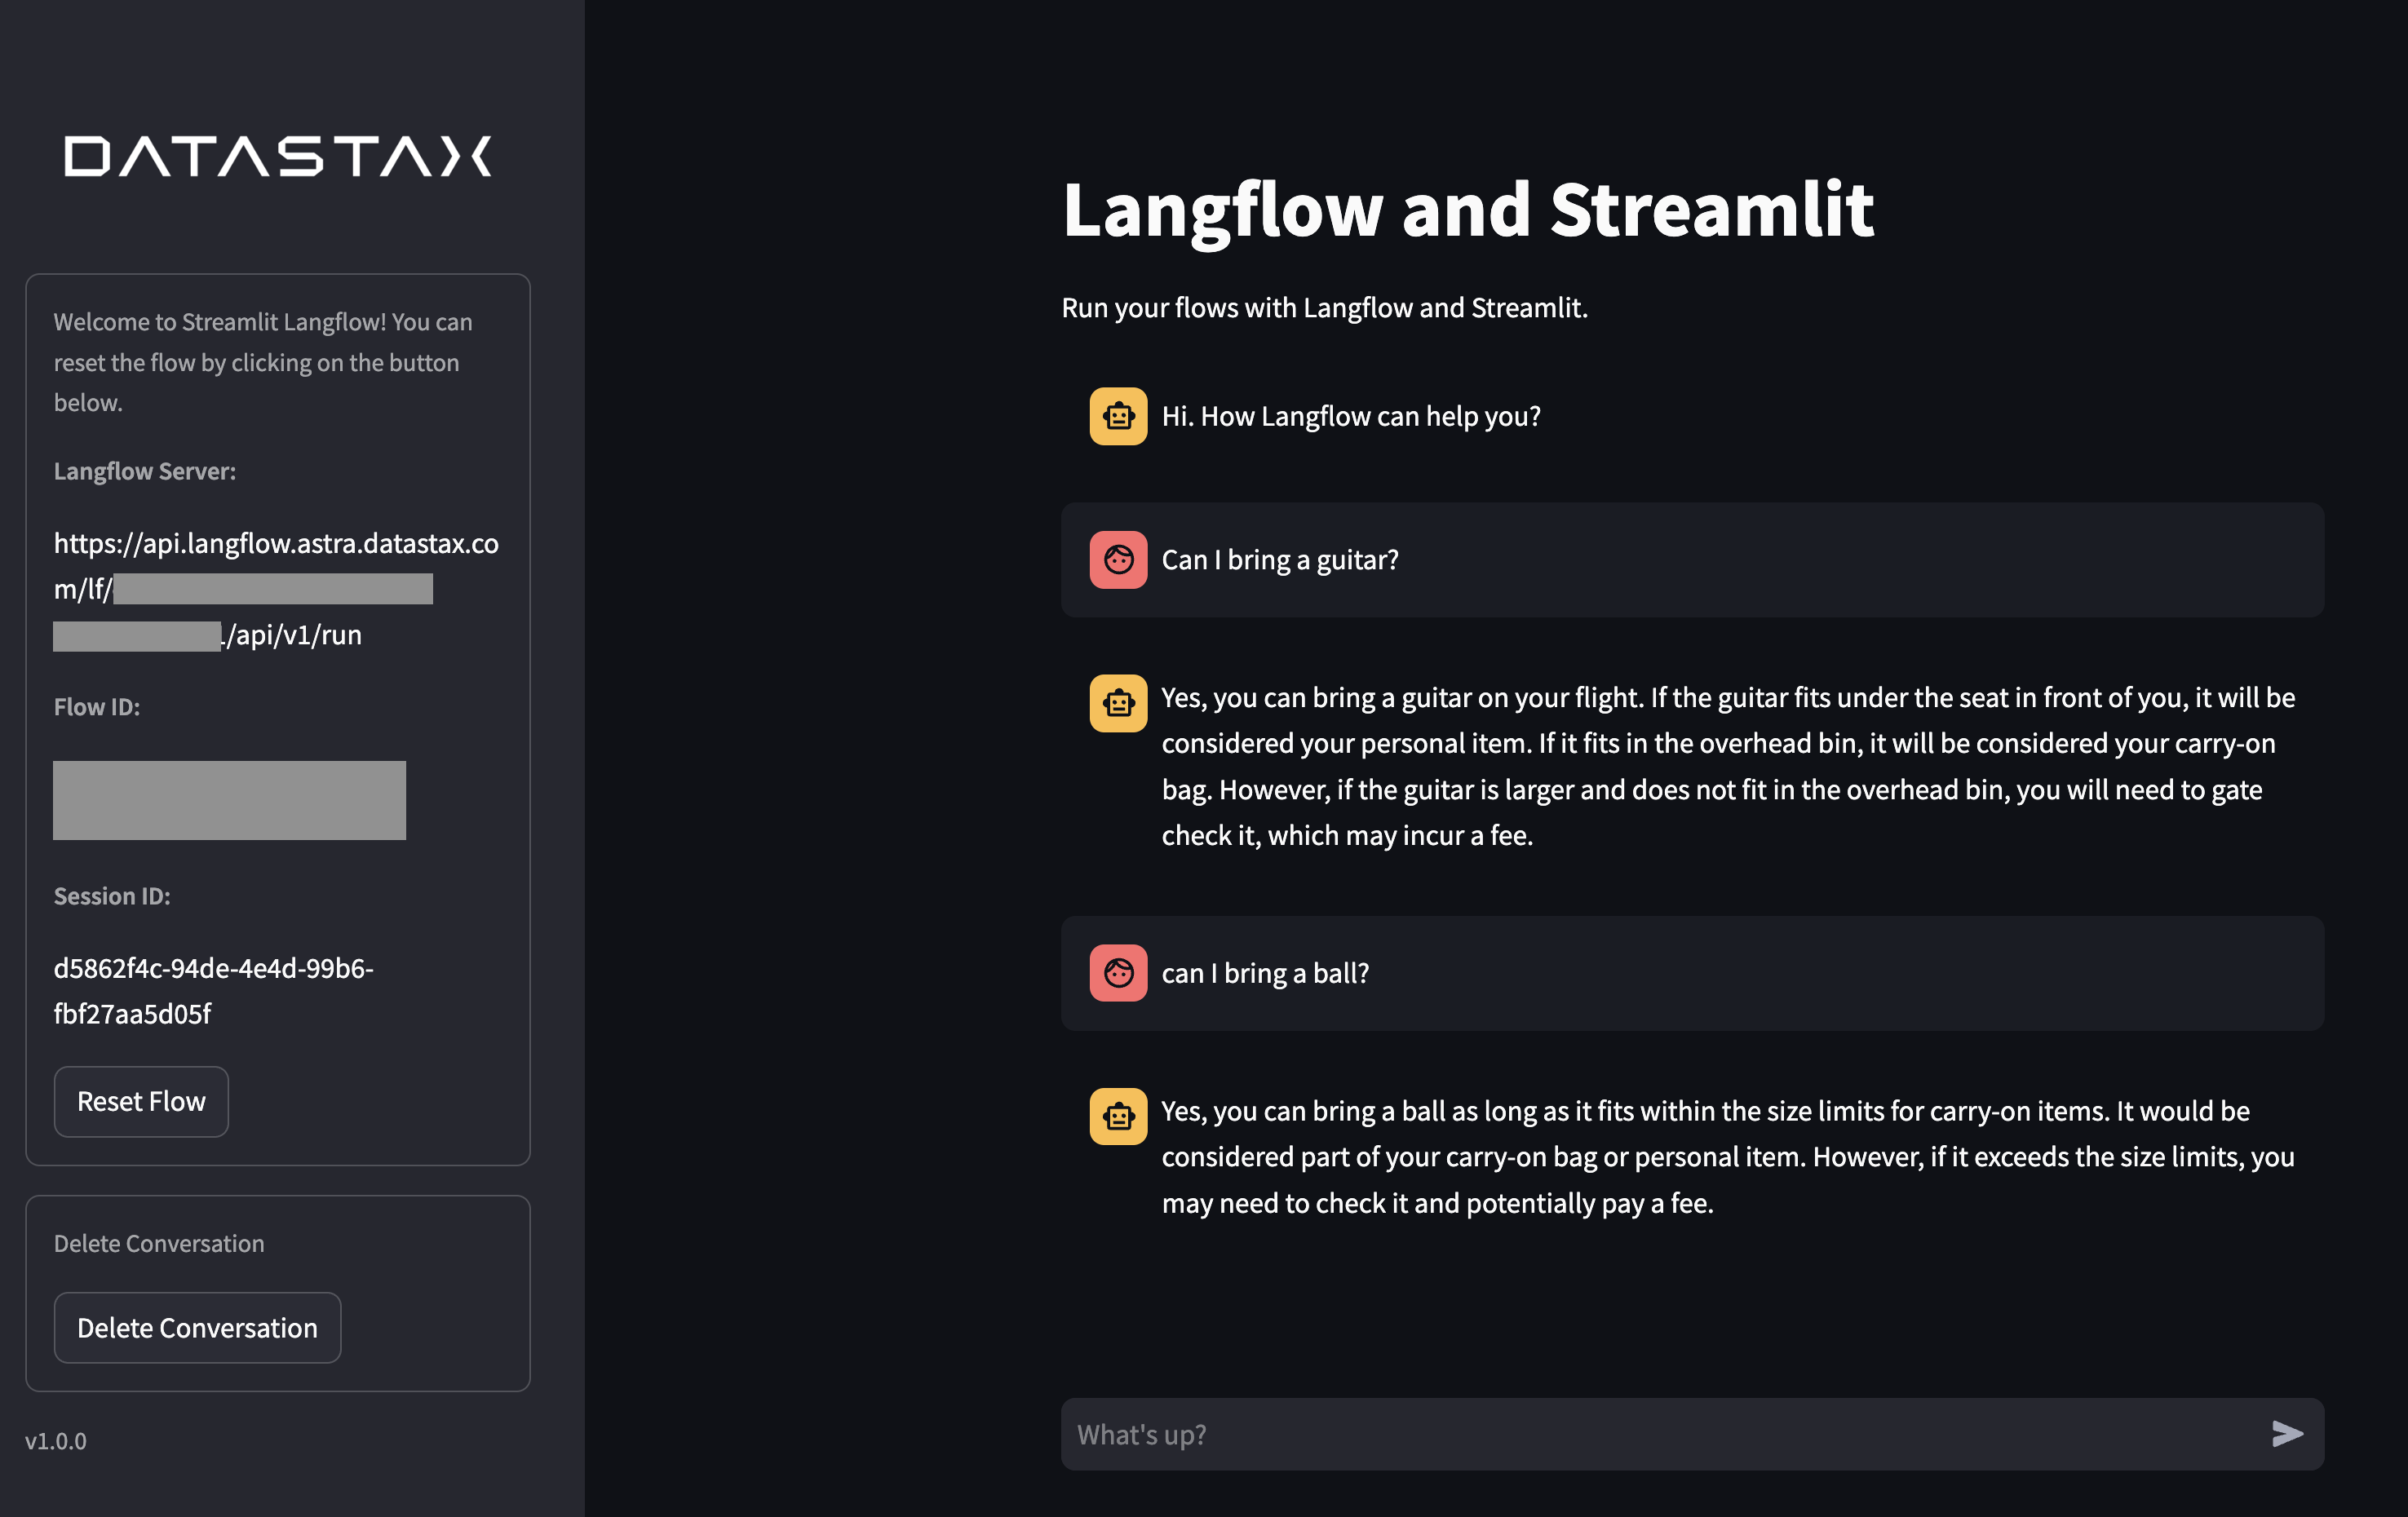 DATASTAX
Welcome to Streamlit Langflow! You can
reset the flow by clicking on the button
below.
Langflow Server:
https://api.langflow.astra.datastax.co
m/lf/
/api/v1/run
Flow ID:
Session ID:
d5862f4c-94de-4e4d-99b6-
fbf27aa5d05f
Reset Flow
Delete Conversation
Delete Conversation
v1.0.0
Langflow and Streamlit
Run your flows with Langflow and Streamlit.
Hi. How Langflow can help you?
Can I bring a guitar?
Yes, you can bring a guitar on your flight. If the guitar fits under the seat in front of you, it will be
considered your personal item. If it fits in the overhead bin, it will be considered your carry-on
bag. However, if the guitar is larger and does not fit in the overhead bin, you will need to gate
check it, which may incur a fee.
can I bring a ball?
Yes, you can bring a ball as long as it fits within the size limits for carry-on items. It would be
considered part of your carry-on bag or personal item. However, if it exceeds the size limits, you
may need to check it and potentially pay a fee.
What's up?